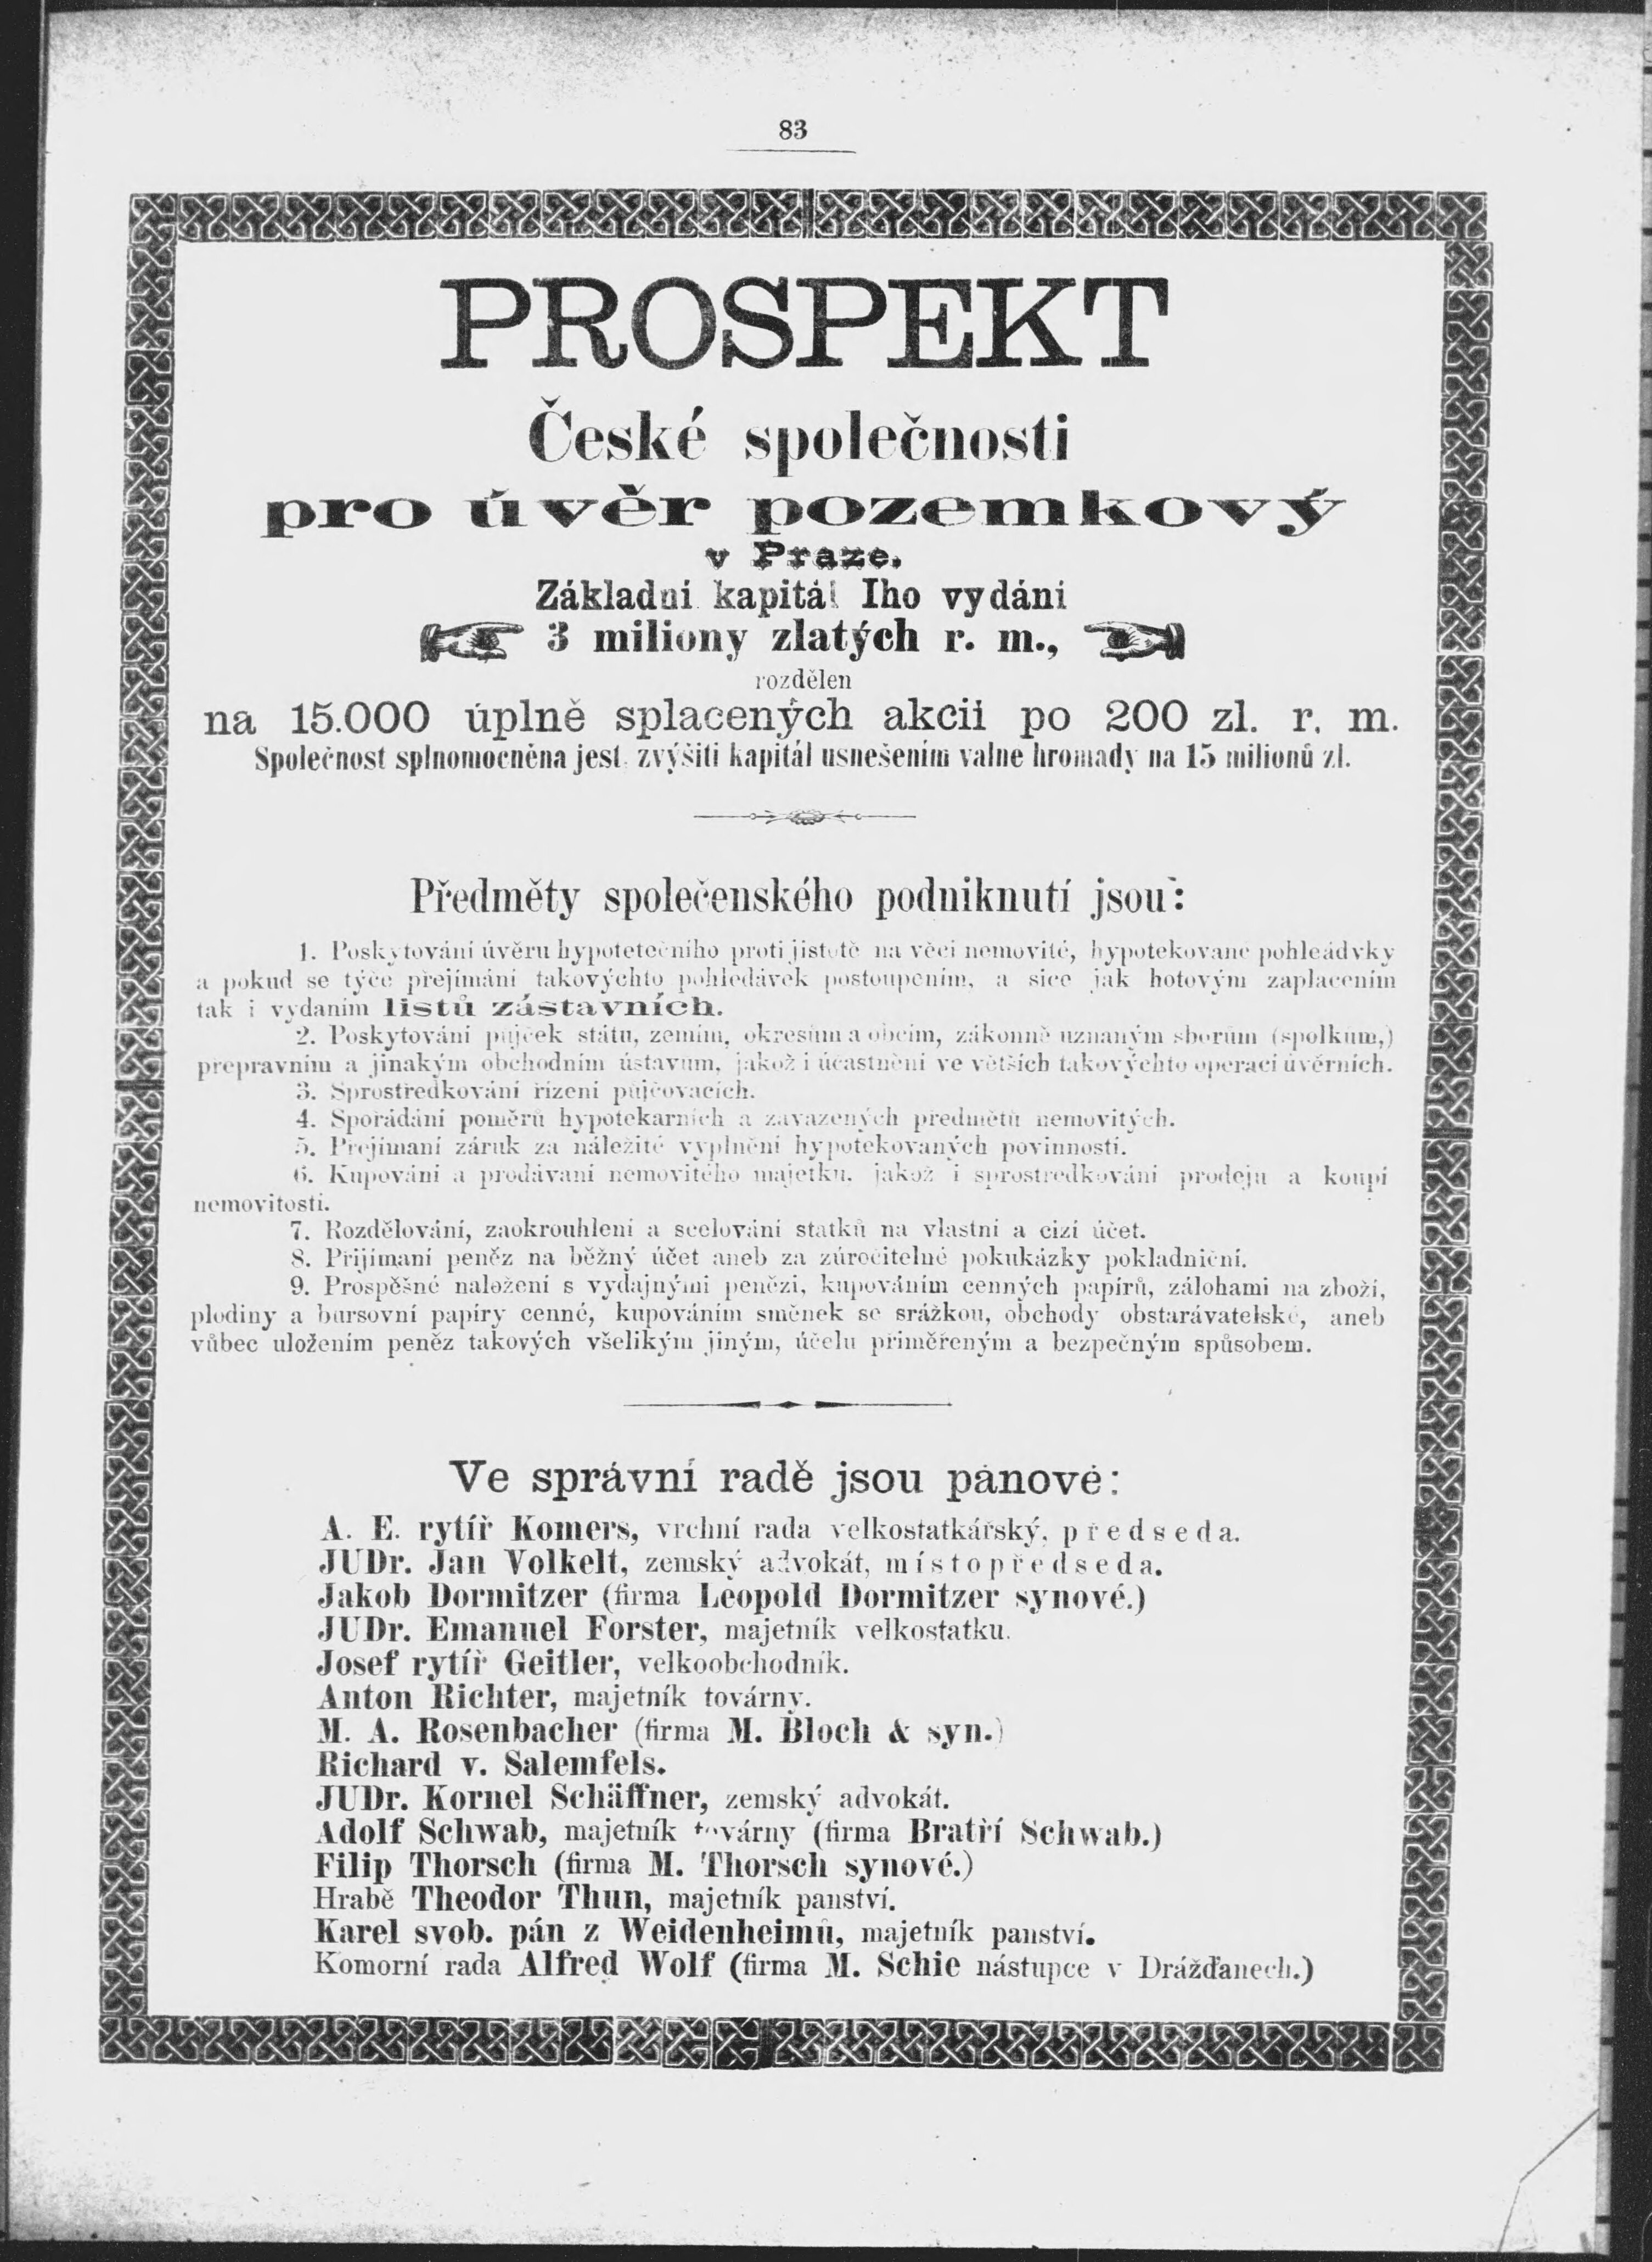 83
PROSPEKT
České společnosti
pro úvěr pozemkový
v Praze.
Základní kapitál Iho vydání
3 miliony zlatých r. m.,
rozdělen
na 15.000 úplně splacených akcií po 200 zl. r. m.
Společnost splnomocněna jest zvýšiti kapitál usnešením valne hromady na 15 milionů zl.
Předměty společenského podniknutí jsou:
1. Poskytování úvěru hypotetečního proti jistotě na věci nemovité, hypotekované pohleádvky
a pokud se týče přejímání takovýchto pohledávek postoupením, a sice jak hotovým zaplacením
tak i vydáním listů zástavních.
2. Poskytování půjček státu, zemím, okresům a obcím, zákonně uznaným sborům (spolkum,)
přepravním a jinakým obchodním ústavům, jakož i účastnění ve větších takovýchto operací úvěrních.
3. Sprostředkování řízení půjčovacích.
4. Spořádání poměrů hypotekarních a zavazených předmětů nemovitých.
5. Prejímaní záruk za náležité vyplnění hypotekovaných povinností.
6. Kupování a prodávaní nemovitého majetku, jakož i sprostředkování prodeju a koupí
nemovitostí.
7. Rozdělování, zaokrouhlení a scelování statků na vlastní a cizí účet.
8. Přijímaní peněz na běžný účet aneb za zúročitelné pokukázky pokladniční.
9. Prospěšné naložení s vydajnými penězi, kupováním cenných papírů, zálohami na zboží,
plodiny a bursovní papíry cenné, kupováním směnek se srážkou, obchody obstarávatelské, aneb
vůbec uložením peněz takových všelikým jiným, účelu přiměřeným a bezpečným spůsobem.
Ve správní radě jsou pánové:
A. E. rytíř Komers, vrchní rada velkostatkářský, předseda.
JUDr. Jan Volkelt, zemský advokát, místopředseda.
Jakob Dormitzer (firma Leopold Dormitzer synové.)
JUDr. Emanuel Forster, majetník velkostatku.
Josef rytíř Geitler, velkoobchodník.
Anton Richter, majetník továrny.
M. A. Rosenbacher (firma M. Bloch & syn.)
Richard v. Salemfels.
JUDr. Kornel Schäffner, zemský advokát.
Adolf Schwab, majetník továrny (firma Bratří Schwab.)
Filip Thorsch (firma M. Thorsch synové.)
Hrabě Theodor Thun, majetník panství.
Karel svob. pán z Weidenheimů, majetník panství.
Komorní rada Alfred Wolf (firma M. Schie nástupce v Drážďanech.)